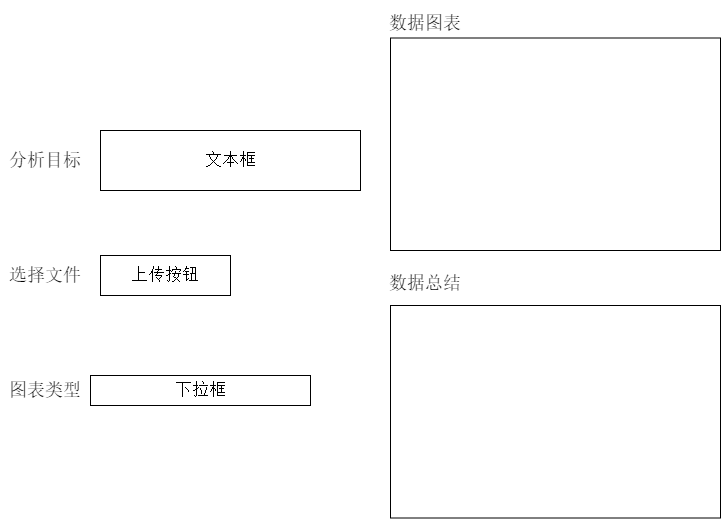 数据图表
分析目标
文本框
选择文件
上传按钮
数据总结
图表类型
下拉框